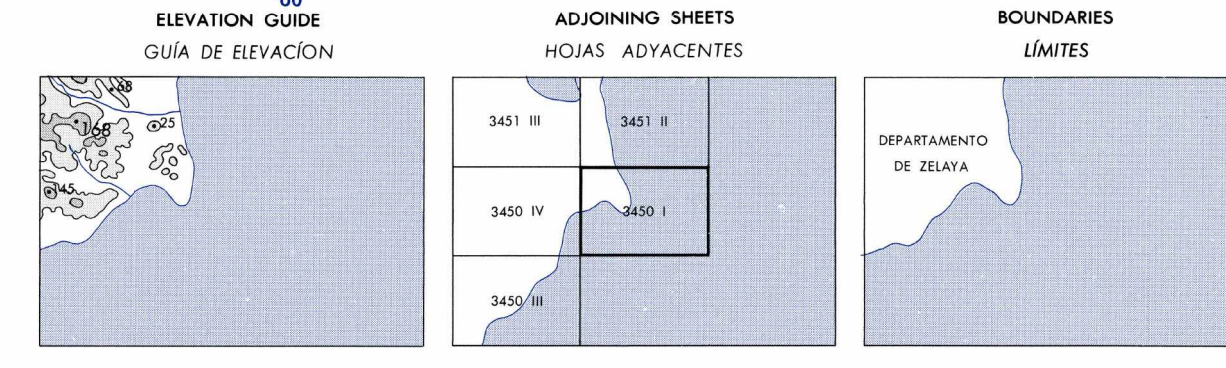 60
ELEVATION GUIDE
GUÍA DE ELEVACÍON
68
168
25
145
ADJOINING SHEETS
HOJAS ADYACENTES
3451 III
3451 II
3450 IV
3450 I
3450 III
BOUNDARIES
LÍMITES
DEPARTAMENTO
DE ZELAYA